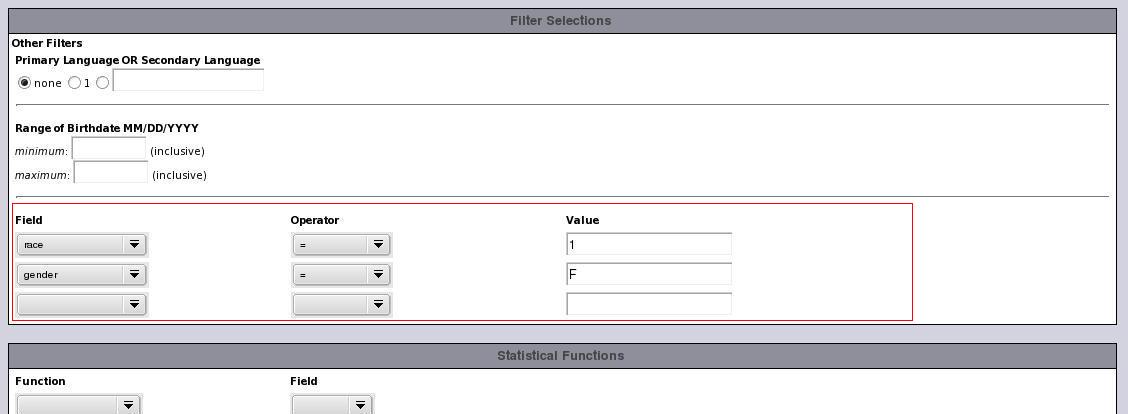 Filter Selections
Other Filters
Primary Language OR Secondary Language
none 1
Range of Birthdate MM/DD/YYYY
minimum: (inclusive)
maximum: (inclusive)
Field Operator Value
race = 1
gender = F
Statistical Functions
Function Field